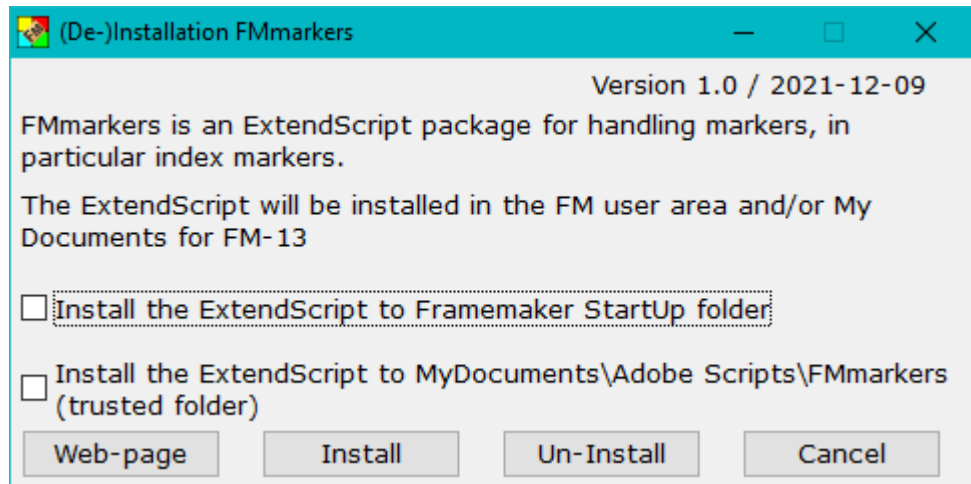 (De-)Installation FMmarkers
Version 1.0 / 2021-12-09
FMmarkers is an ExtendScript package for handling markers, in
particular index markers.
The ExtendScript will be installed in the FM user area and/or My
Documents for FM-13
Install the ExtendScript to Framemaker StartUp folder
Install the ExtendScript to MyDocuments\Adobe Scripts\FMmarkers
(trusted folder)
Web-page Install Un-Install Cancel